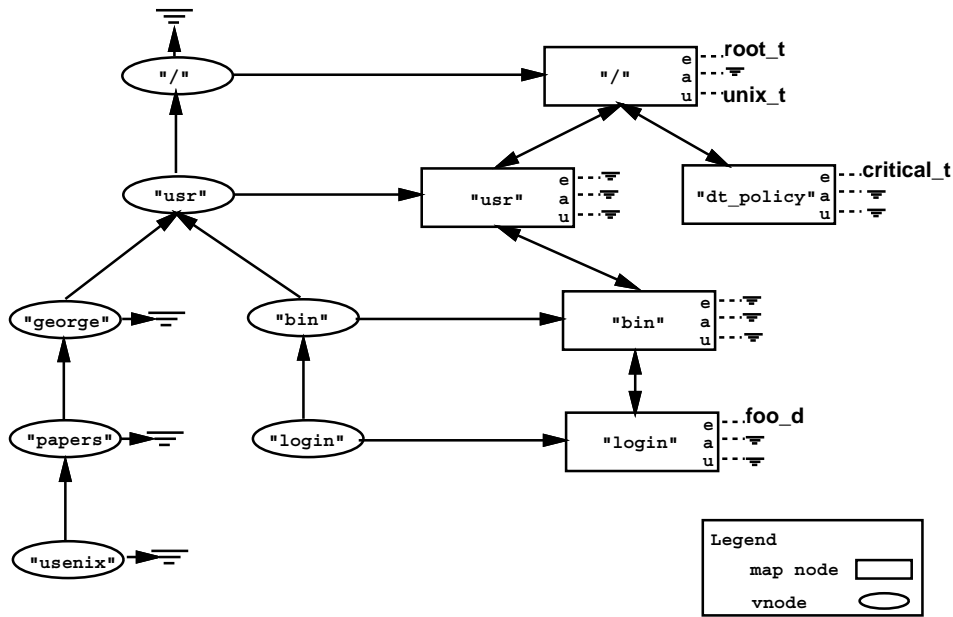 root_t
"/"
"/"
e
a
u
unix_t
critical_t
"usr"
"usr"
e
a
u
"dt_policy"
e
a
u
"george"
"bin"
"bin"
e
a
u
foo_d
"papers"
"login"
"login"
e
a
u
"usenix"
Legend
map node
vnode